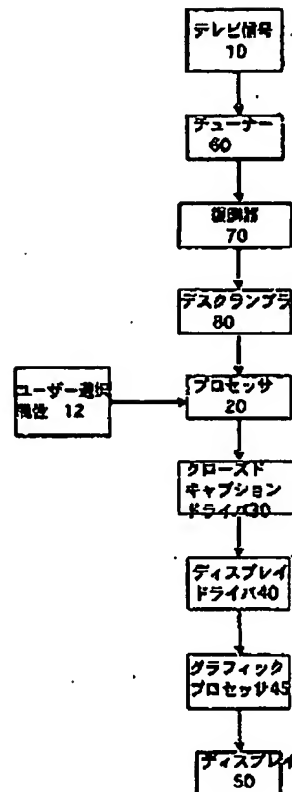 テレビ信号
10
チューナー
60
復調器
70
デスクランブラ
80
ユーザー選択
属性 12
プロセッサ
20
クローズド
キャプション
ドライバ30
ディスプレイ
ドライバ40
グラフィック
プロセッサ45
ディスプレイ
50